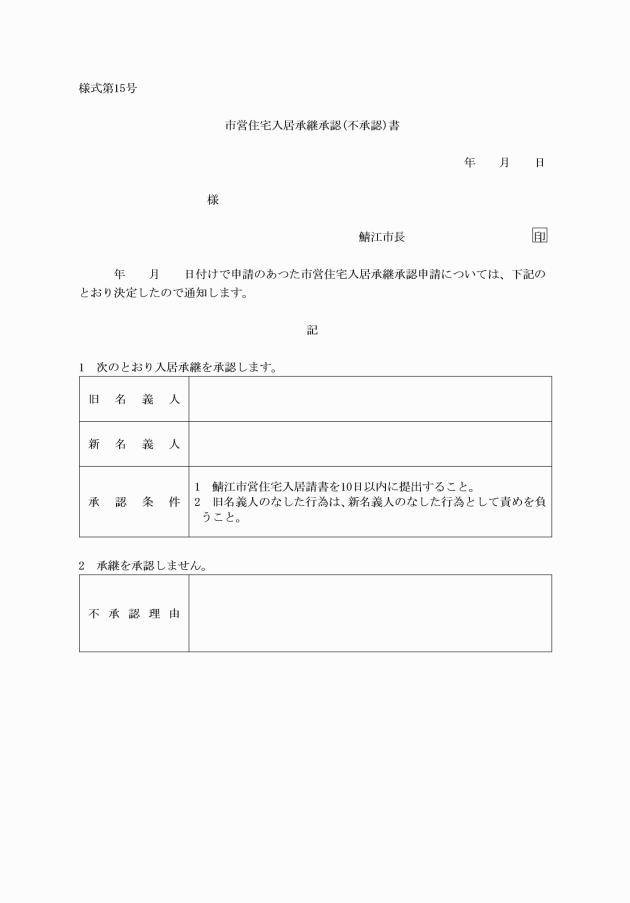 様式第15号
市営住宅入居承継承認(不承認)書
年　　月　　日
様
鯖江市長　　　　　　　　　　　印
年　　月　　日付けで申請のあつた市営住宅入居承継承認申請については、下記の
とおり決定したので通知します。
記
1　次のとおり入居承継を承認します。
旧　名　義　人
新　名　義　人
承　認　条　件
1　鯖江市営住宅入居請書を10日以内に提出すること。
2　旧名義人のなした行為は、新名義人のなした行為として責めを負
うこと。
2　承継を承認しません。
不　承　認　理　由